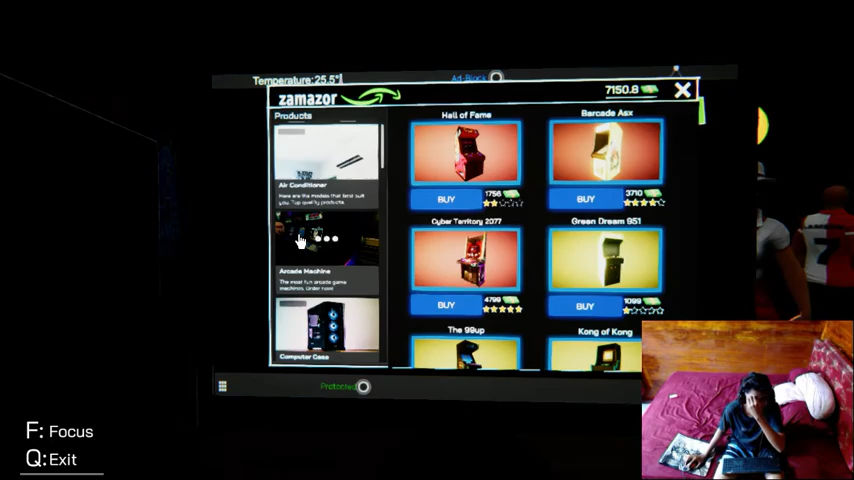 Temperature:25.5°
Ad-Block
zamazor
7150.8
Products
Hall of Fame
Barcade Asx
Air Conditioner
Here are the models that best suit
you. Top quality products.
BUY
1756
BUY
3710
Cyber Territory 2077
Green Dream 951
Arcade Machine
The most fun arcade game
machines. Order now!
BUY
4799
BUY
1099
The 99up
Kong of Kong
Computer Case
Protected
7
F: Focus
Q: Exit